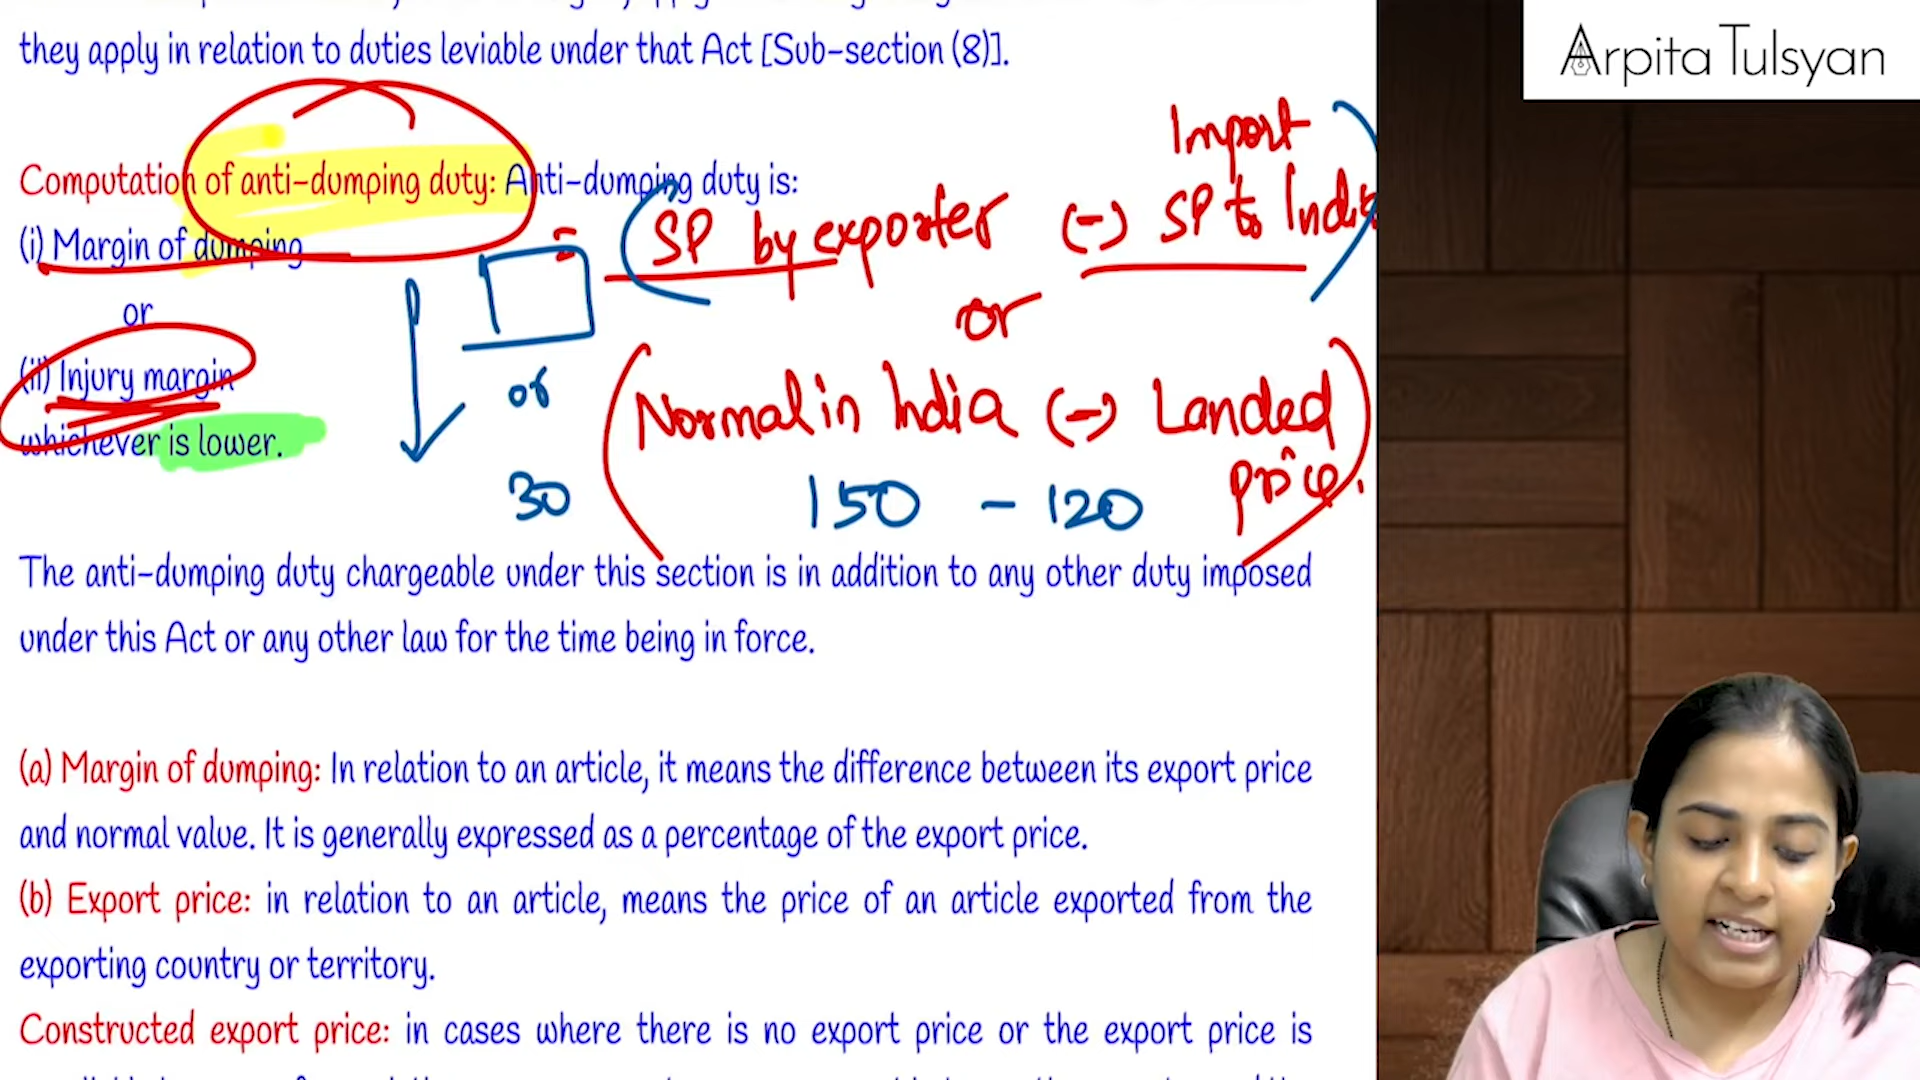 Arpita Tulsyan
they apply in relation to duties leviable under that Act [Sub-section (8)].
Computation of anti-dumping duty: Anti-dumping duty is:
(i) Margin of dumping
or
(ii) Injury margin
whichever is lower.
= SP by exporter (-) Import SP to India
or
or
Normal in India (-) Landed price.
30 150 - 120
The anti-dumping duty chargeable under this section is in addition to any other duty imposed
under this Act or any other law for the time being in force.
(a) Margin of dumping: In relation to an article, it means the difference between its export price
and normal value. It is generally expressed as a percentage of the export price.
(b) Export price: in relation to an article, means the price of an article exported from the
exporting country or territory.
Constructed export price: in cases where there is no export price or the export price is